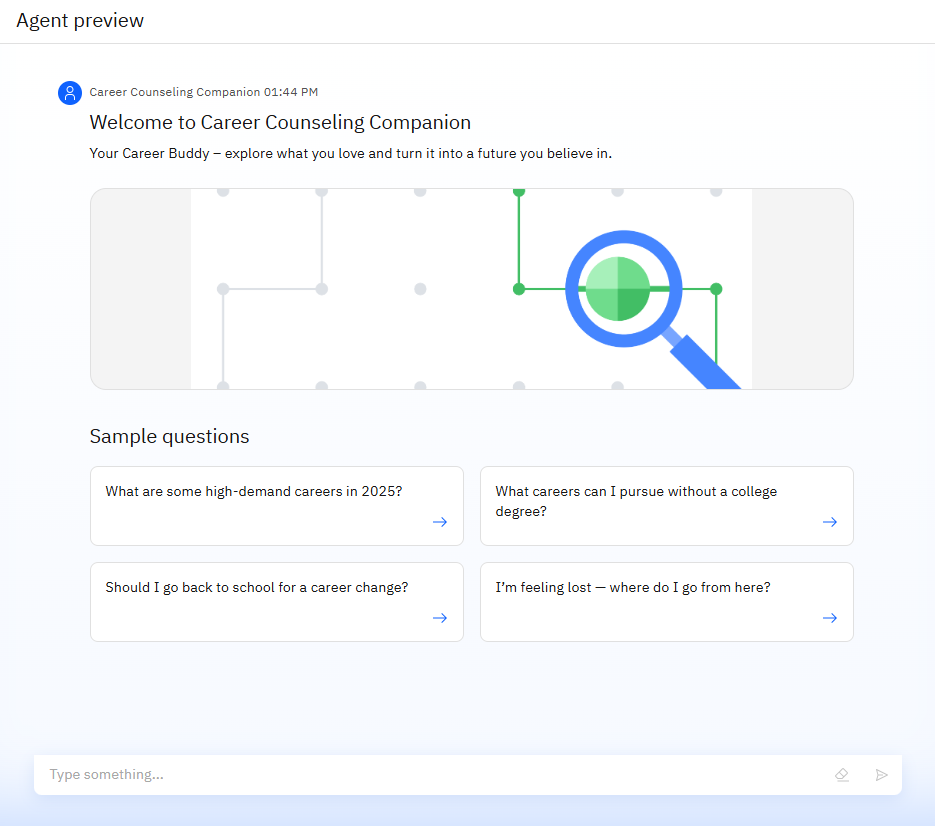 Agent preview
Career Counseling Companion 01:44 PM
Welcome to Career Counseling Companion
Your Career Buddy – explore what you love and turn it into a future you believe in.
Sample questions
What are some high-demand careers in 2025?
What careers can I pursue without a college
degree?
Should I go back to school for a career change?
I’m feeling lost — where do I go from here?
Type something...